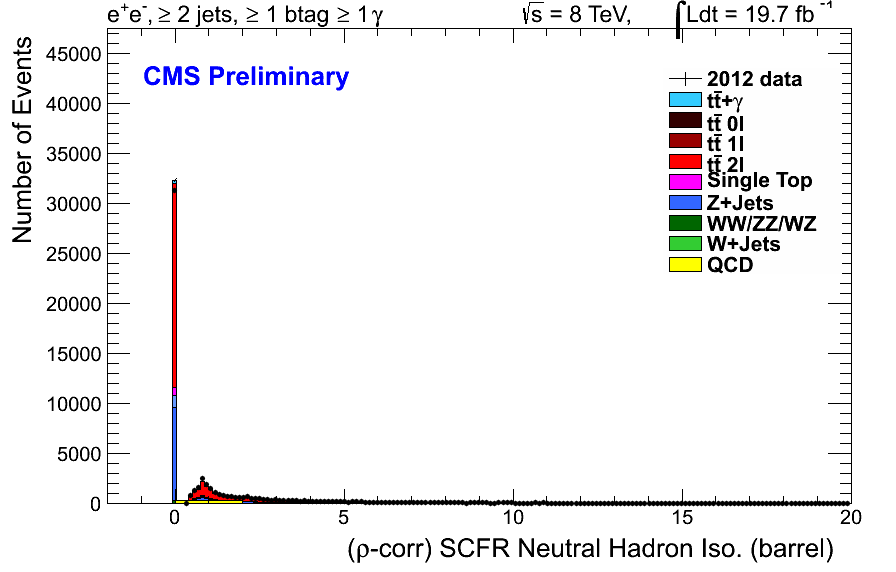 e⁺e⁻, ≥ 2 jets, ≥ 1 btag ≥ 1 γ
√s = 8 TeV, ∫Ldt = 19.7 fb⁻¹
CMS Preliminary
2012 data
tt̄+γ
tt̄ 0l
tt̄ 1l
tt̄ 2l
Single Top
Z+Jets
WW/ZZ/WZ
W+Jets
QCD
Number of Events
45000
40000
35000
30000
25000
20000
15000
10000
5000
0
0 5 10 15 20
(ρ-corr) SCFR Neutral Hadron Iso. (barrel)